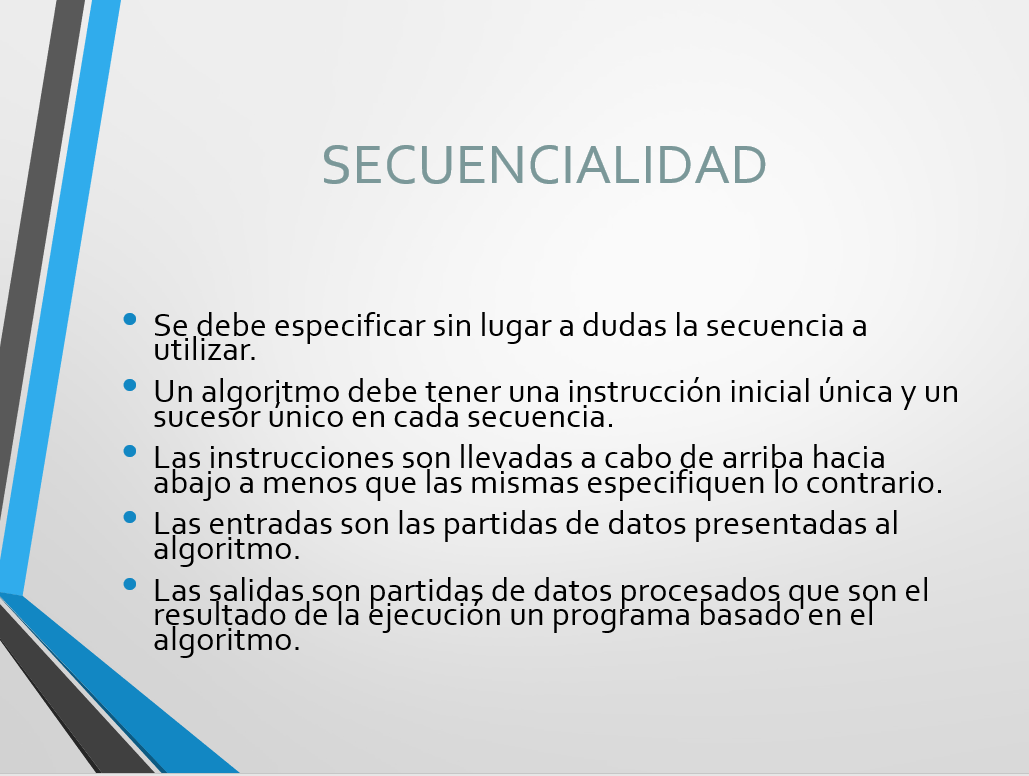 SECUENCIALIDAD
• Se debe especificar sin lugar a dudas la secuencia a
utilizar.
• Un algoritmo debe tener una instrucción inicial única y un
sucesor único en cada secuencia.
• Las instrucciones son llevadas a cabo de arriba hacia
abajo a menos que las mismas especifiquen lo contrario.
• Las entradas son las partidas de datos presentadas al
algoritmo.
• Las salidas son partidas de datos procesados que son el
resultado de la ejecución un programa basado en el
algoritmo.